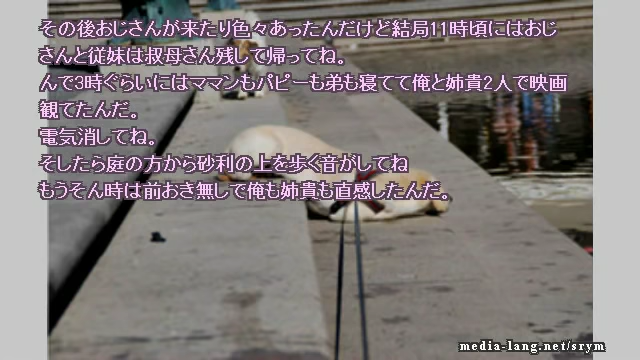 その後おじさんが来たり色々あったんだけど結局11時頃にはおじ
さんと従妹は叔母さん残して帰ってね。
んで3時ぐらいにはママンもパピーも弟も寝てて俺と姉貴2人で映画
観てたんだ。
電気消してね。
そしたら庭の方から砂利の上を歩く音がしてね
もうそん時は前おき無しで俺も姉貴も直感したんだ。
media-lang.net/srym